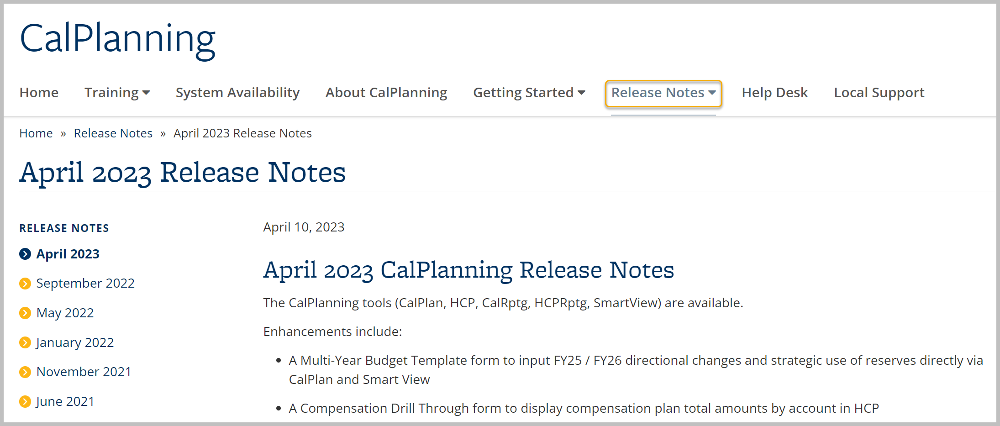 CalPlanning
Home Training System Availability About CalPlanning Getting Started Release Notes Help Desk Local Support
Home » Release Notes » April 2023 Release Notes
April 2023 Release Notes
RELEASE NOTES
April 2023
September 2022
May 2022
January 2022
November 2021
June 2021
April 10, 2023
April 2023 CalPlanning Release Notes
The CalPlanning tools (CalPlan, HCP, CalRptg, HCPRptg, SmartView) are available.
Enhancements include:
• A Multi-Year Budget Template form to input FY25 / FY26 directional changes and strategic use of reserves directly via
CalPlan and Smart View
• A Compensation Drill Through form to display compensation plan total amounts by account in HCP